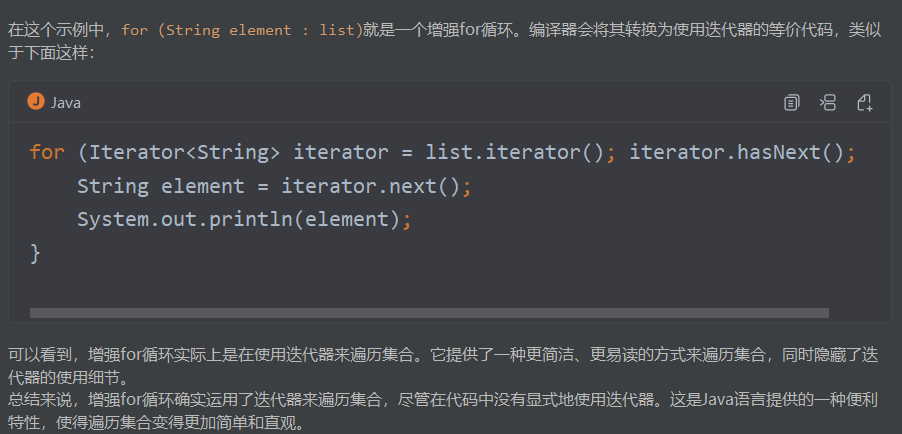 在这个示例中，for (String element : list)就是一个增强for循环。编译器会将其转换为使用迭代器的等价代码，类似
于下面这样：
J Java
for (Iterator<String> iterator = list.iterator(); iterator.hasNext();
    String element = iterator.next();
    System.out.println(element);
}
可以看到，增强for循环实际上是在使用迭代器来遍历集合。它提供了一种更简洁、更易读的方式来遍历集合，同时隐藏了迭
代器的使用细节。
总结来说，增强for循环确实运用了迭代器来遍历集合，尽管在代码中没有显式地使用迭代器。这是Java语言提供的一种便利
特性，使得遍历集合变得更加简单和直观。